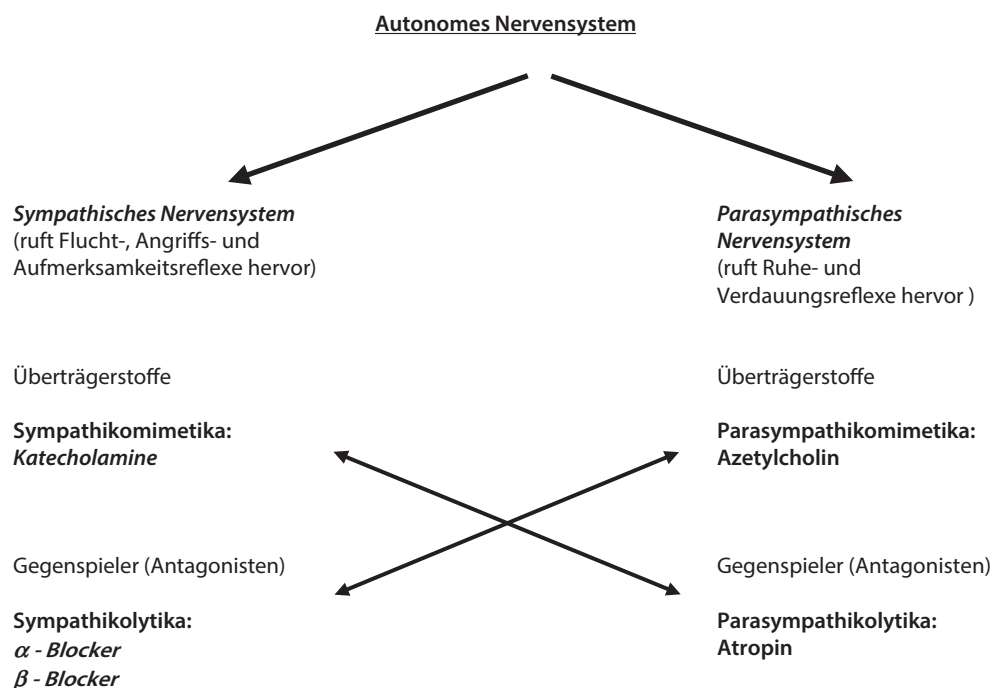 Autonomes Nervensystem
Sympathisches Nervensystem
(ruft Flucht-, Angriffs- und
Aufmerksamkeitsreflexe hervor)
Parasympathisches
Nervensystem
(ruft Ruhe- und
Verdauungsreflexe hervor )
Überträgerstoffe
Überträgerstoffe
Sympathikomimetika:
Katecholamine
Parasympathikomimetika:
Azetylcholin
Gegenspieler (Antagonisten)
Gegenspieler (Antagonisten)
Sympathikolytika:
α - Blocker
β - Blocker
Parasympathikolytika:
Atropin